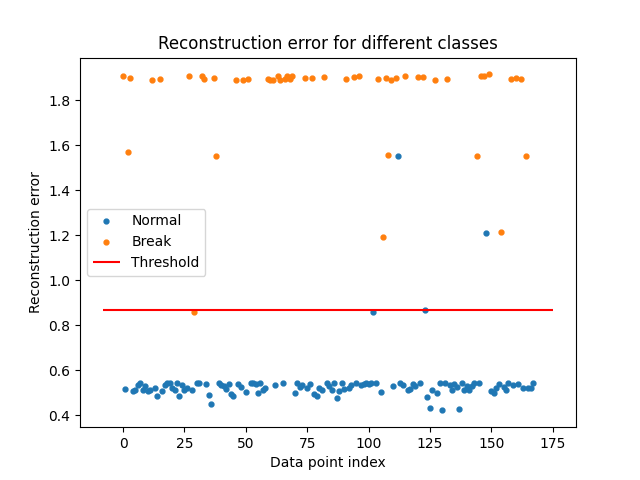 Reconstruction error for different classes
Reconstruction error
1.8
1.6
1.4
1.2
1.0
0.8
0.6
0.4
Normal
Break
Threshold
0 25 50 75 100 125 150 175
Data point index